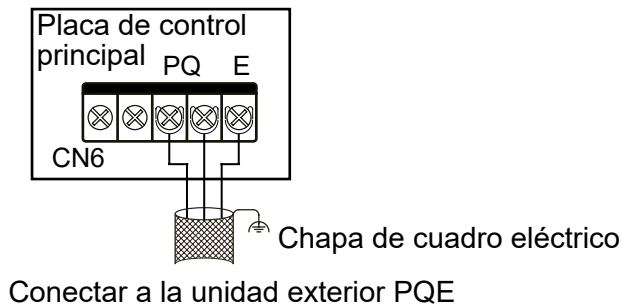 Placa de control
principal
PQ E
CN6
Chapa de cuadro eléctrico
Conectar a la unidad exterior PQE